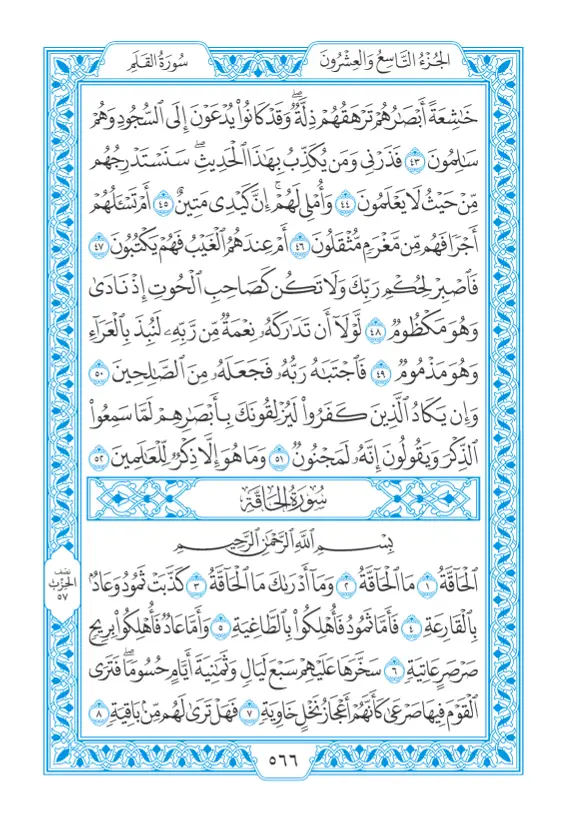 الجُزْءُ التَّاسِعُ وَالعِشْرُونَ
سُورَةُ القَلَمِ
خَٰشِعَةً أَبْصَٰرُهُمْ تَرْهَقُهُمْ ذِلَّةٌۖ وَقَدْ كَانُوا۟ يُدْعَوْنَ إِلَى ٱلسُّجُودِ وَهُمْ
سَٰلِمُونَ ٤٣ فَذَرْنِى وَمَن يُكَذِّبُ بِهَٰذَا ٱلْحَدِيثِۖ سَنَسْتَدْرِجُهُم
مِّنْ حَيْثُ لَا يَعْلَمُونَ ٤٤ وَأُمْلِى لَهُمْۚ إِنَّ كَيْدِى مَتِينٌ ٤٥ أَمْ تَسْـَٔلُهُمْ
أَجْرًا فَهُم مِّن مَّغْرَمٍ مُّثْقَلُونَ ٤٦ أَمْ عِندَهُمُ ٱلْغَيْبُ فَهُمْ يَكْتُبُونَ ٤٧
فَٱصْبِرْ لِحُكْمِ رَبِّكَ وَلَا تَكُن كَصَاحِبِ ٱلْحُوتِ إِذْ نَادَىٰ
وَهُوَ مَكْظُومٌ ٤٨ لَّوْلَآ أَن تَدَٰرَكَهُۥ نِعْمَةٌ مِّن رَّبِّهِۦ لَنُبِذَ بِٱلْعَرَآءِ
وَهُوَ مَذْمُومٌ ٤٩ فَٱجْتَبَٰهُ رَبُّهُۥ فَجَعَلَهُۥ مِنَ ٱلصَّٰلِحِينَ ٥٠
وَإِن يَكَادُ ٱلَّذِينَ كَفَرُوا۟ لَيُزْلِقُونَكَ بِأَبْصَٰرِهِمْ لَمَّا سَمِعُوا۟
ٱلذِّكْرَ وَيَقُولُونَ إِنَّهُۥ لَمَجْنُونٌ ٥١ وَمَا هُوَ إِلَّا ذِكْرٌ لِّلْعَٰلَمِينَ ٥٢
سُورَةُ الحَاقَّةِ
بِسْمِ ٱللَّهِ ٱلرَّحْمَٰنِ ٱلرَّحِيمِ
ٱلْحَآقَّةُ ١ مَا ٱلْحَآقَّةُ ٢ وَمَآ أَدْرَىٰكَ مَا ٱلْحَآقَّةُ ٣ كَذَّبَتْ ثَمُودُ وَعَادٌۢ
بِٱلْقَارِعَةِ ٤ فَأَمَّا ثَمُودُ فَأُهْلِكُوا۟ بِٱلطَّاغِيَةِ ٥ وَأَمَّا عَادٌ فَأُهْلِكُوا۟ بِرِيحٍ
صَرْصَرٍ عَاتِيَةٍ ٦ سَخَّرَهَا عَلَيْهِمْ سَبْعَ لَيَالٍ وَثَمَٰنِيَةَ أَيَّامٍ حُسُومًاۖ فَتَرَى
ٱلْقَوْمَ فِيهَا صَرْعَىٰ كَأَنَّهُمْ أَعْجَازُ نَخْلٍ خَاوِيَةٍ ٧ فَهَلْ تَرَىٰ لَهُم مِّنۢ بَاقِيَةٍ ٨
نصف
الحزب
٥٧
٥٦٦